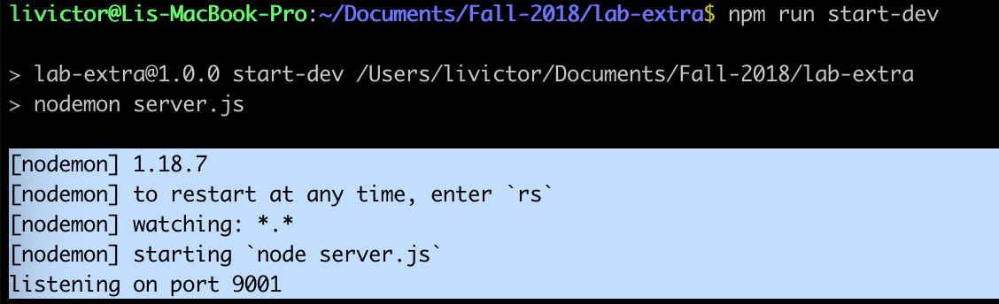 livictor@Lis-MacBook-Pro:~/Documents/Fall-2018/lab-extra$ npm run start-dev
> lab-extra@1.0.0 start-dev /Users/livictor/Documents/Fall-2018/lab-extra
> nodemon server.js
[nodemon] 1.18.7
[nodemon] to restart at any time, enter `rs`
[nodemon] watching: *.*
[nodemon] starting `node server.js`
listening on port 9001